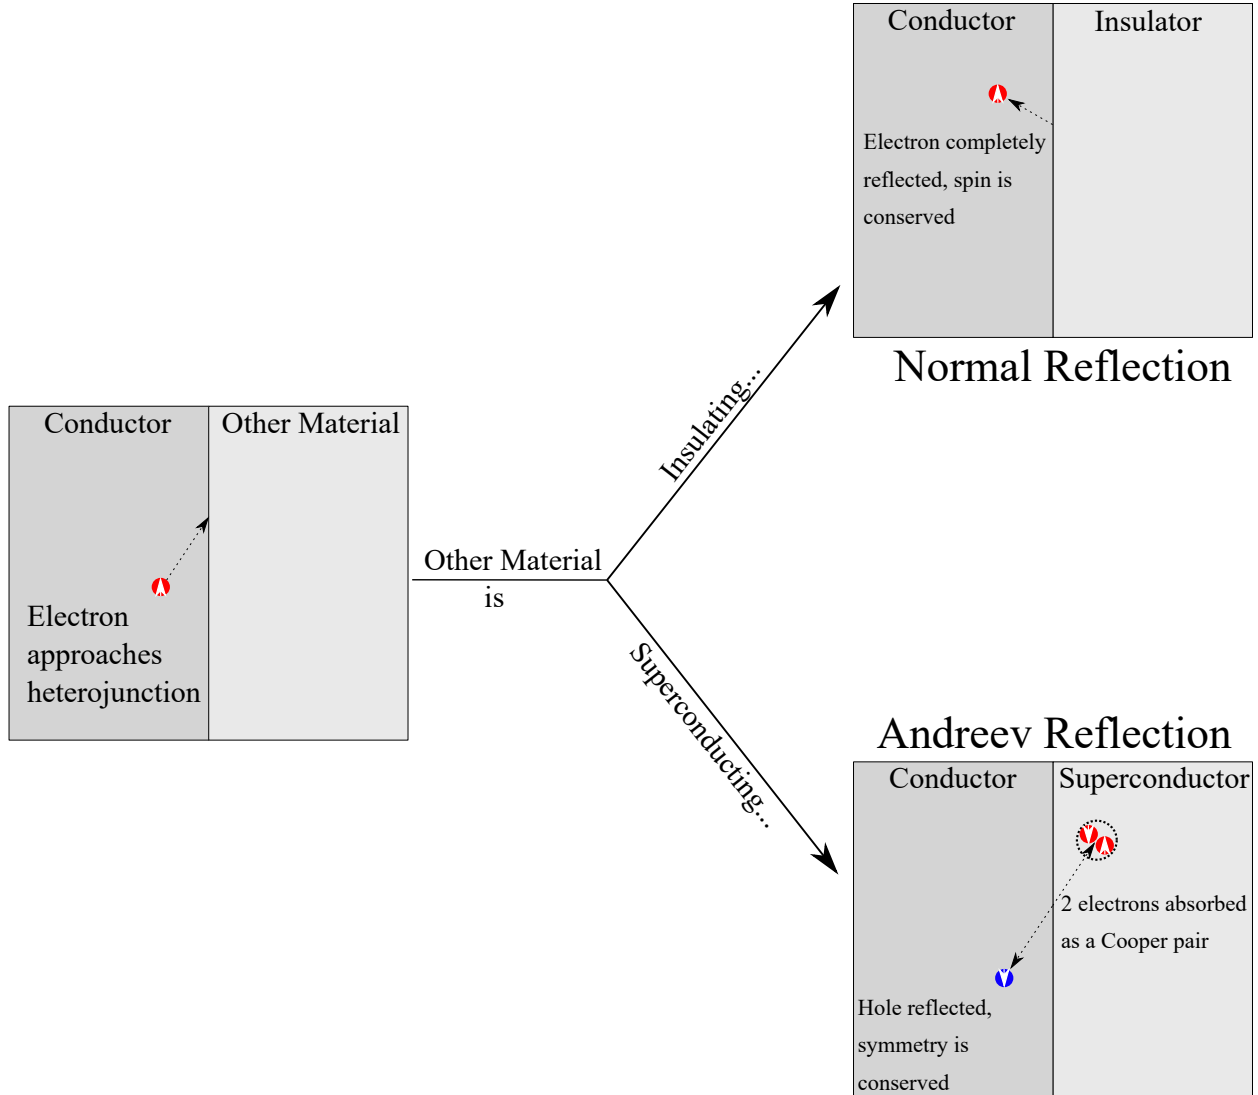 Conductor
Other Material
Electron
approaches
heterojunction
Other Material
is
Insulating...
Superconducting...
Conductor
Insulator
Electron completely
reflected, spin is
conserved
Normal Reflection
Andreev Reflection
Conductor
Superconductor
2 electrons absorbed
as a Cooper pair
Hole reflected,
symmetry is
conserved